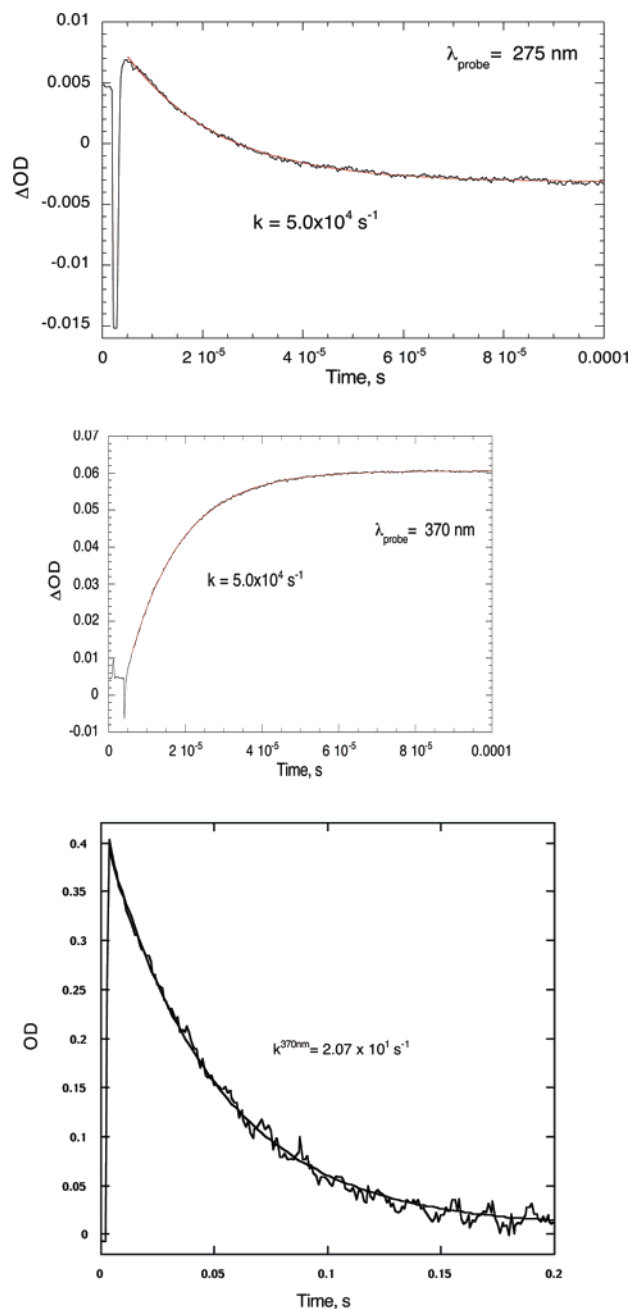 0.01
λprobe = 275 nm
0.005
0
ΔOD
-0.005
k = 5.0x10⁴ s⁻¹
-0.01
-0.015
0 2 10⁻⁵ 4 10⁻⁵ 6 10⁻⁵ 8 10⁻⁵ 0.0001
Time, s
0.07
0.06
0.05
λprobe = 370 nm
0.04
ΔOD
k = 5.0x10⁴ s⁻¹
0.03
0.02
0.01
0
-0.01
0 2 10⁻⁵ 4 10⁻⁵ 6 10⁻⁵ 8 10⁻⁵ 0.0001
Time, s
0.4
0.35
0.3
0.25
OD
0.2
k³⁷⁰ⁿᵐ = 2.07 x 10¹ s⁻¹
0.15
0.1
0.05
0
0 0.05 0.1 0.15 0.2
Time, s